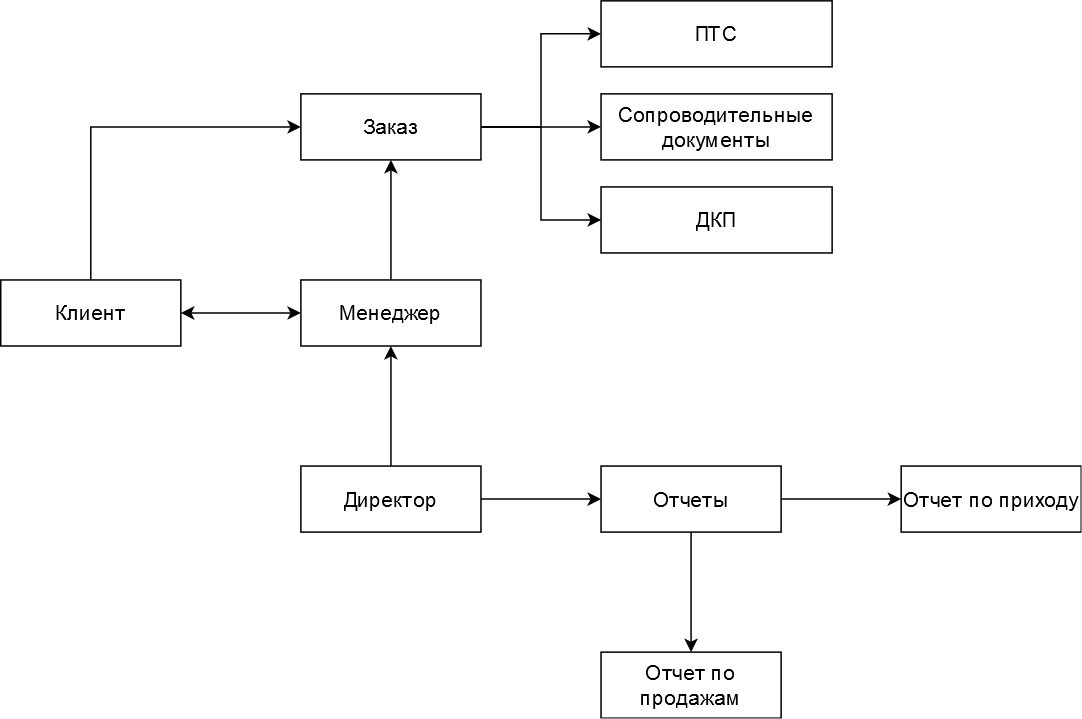 ПТС
Заказ
Сопроводительные
документы
ДКП
Клиент
Менеджер
Директор
Отчеты
Отчет по приходу
Отчет по
продажам